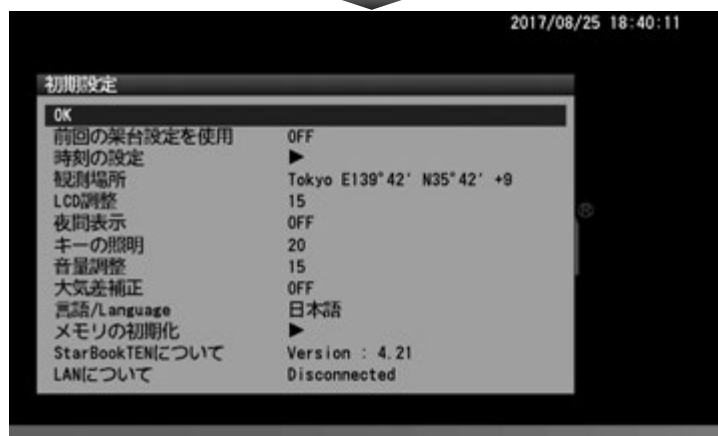 2017/08/25 18:40:11
初期設定
OK
前回の架台設定を使用 OFF
時刻の設定 ▶
観測場所 Tokyo E139°42′ N35°42′ +9
LCD調整 15
夜間表示 OFF
キーの照明 20
音量調整 15
大気差補正 OFF
言語/Language 日本語
メモリの初期化 ▶
StarBookTENについて Version : 4.21
LANについて Disconnected
®